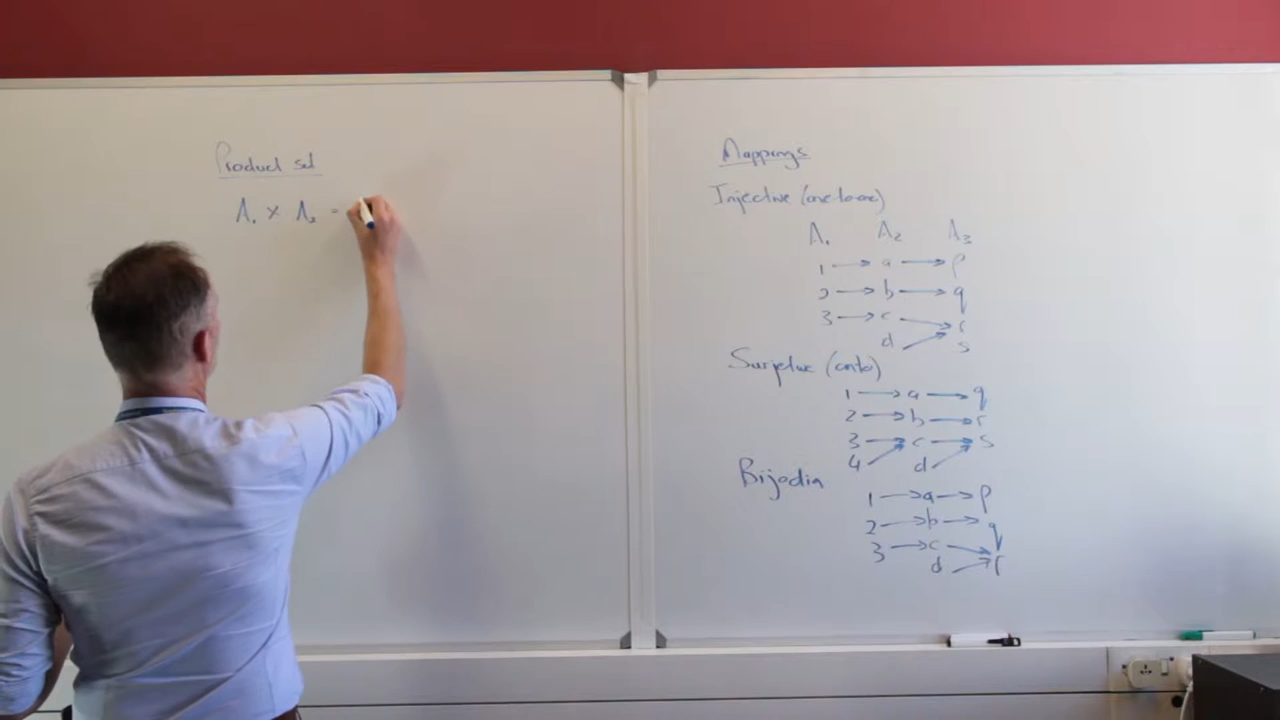 Product set
A₁ × A₂ =
Mappings
Injective (one-to-one)
A₁ A₂ A₃
1 → a → p
2 → b → q
3 → c → r
d → s
Surjective (onto)
1 → a → q
2 → b → r
3 → c → s
4 → d →
Bijection
1 → a → p
2 → b → q
3 → c → r
d →